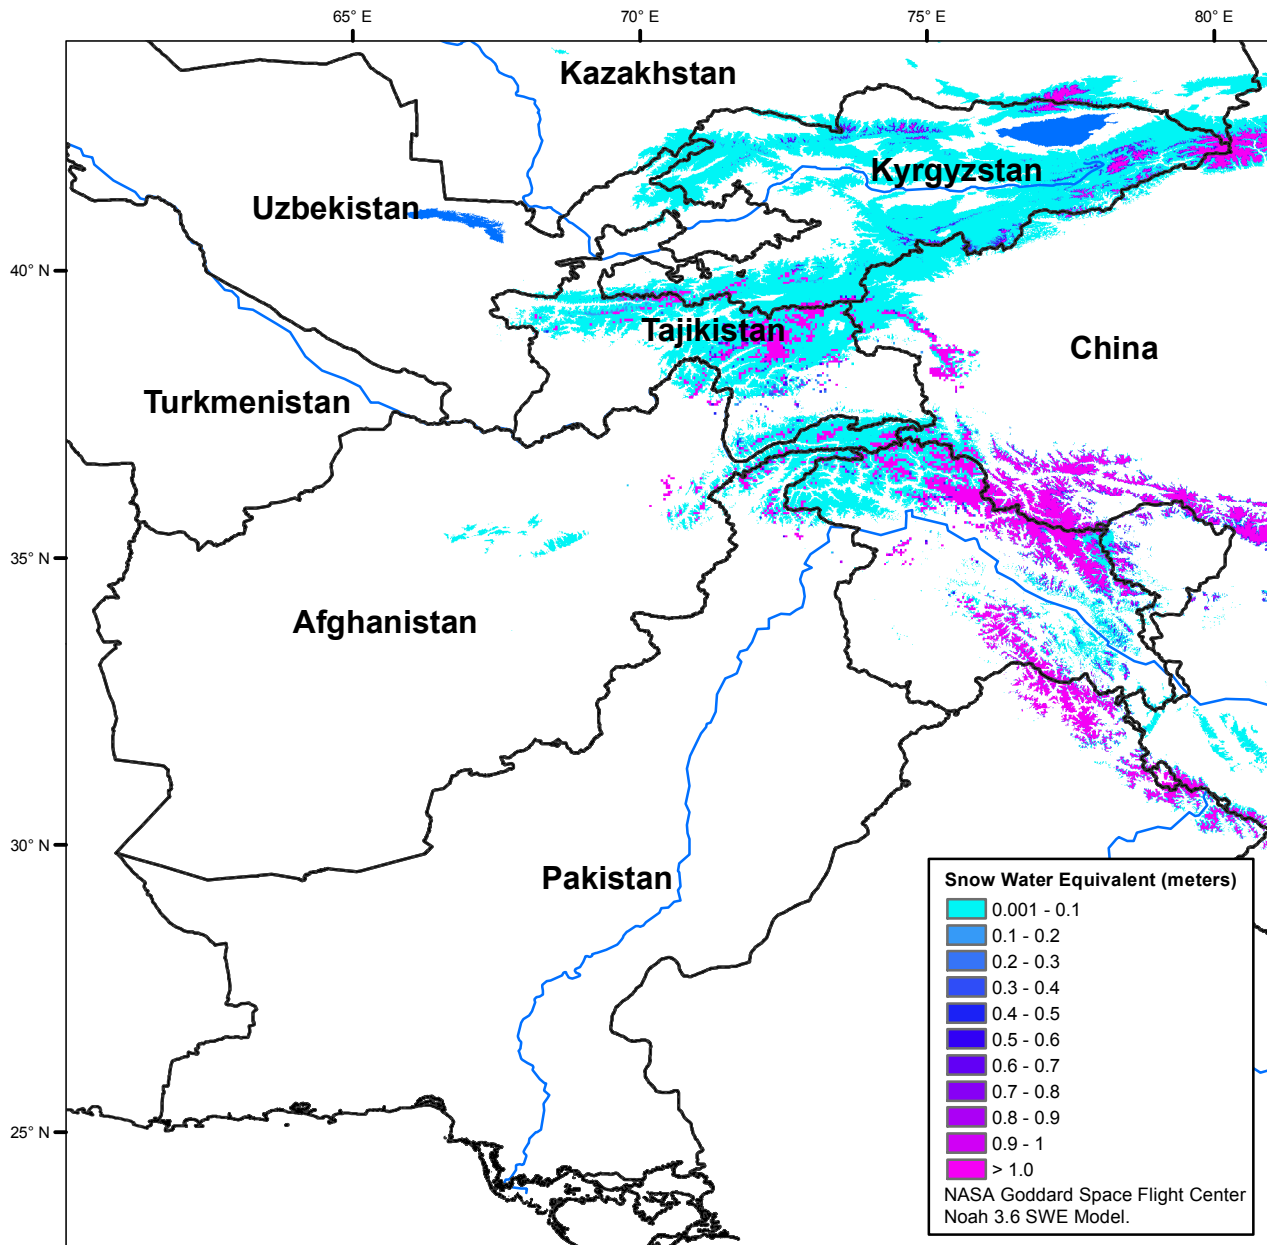 65° E
70° E
75° E
80° E
Kazakhstan
Kyrgyzstan
Uzbekistan
40° N
Tajikistan
China
Turkmenistan
35° N
Afghanistan
30° N
Pakistan
25° N
Snow Water Equivalent (meters)
0.001 - 0.1
0.1 - 0.2
0.2 - 0.3
0.3 - 0.4
0.4 - 0.5
0.5 - 0.6
0.6 - 0.7
0.7 - 0.8
0.8 - 0.9
0.9 - 1
> 1.0
NASA Goddard Space Flight Center
Noah 3.6 SWE Model.